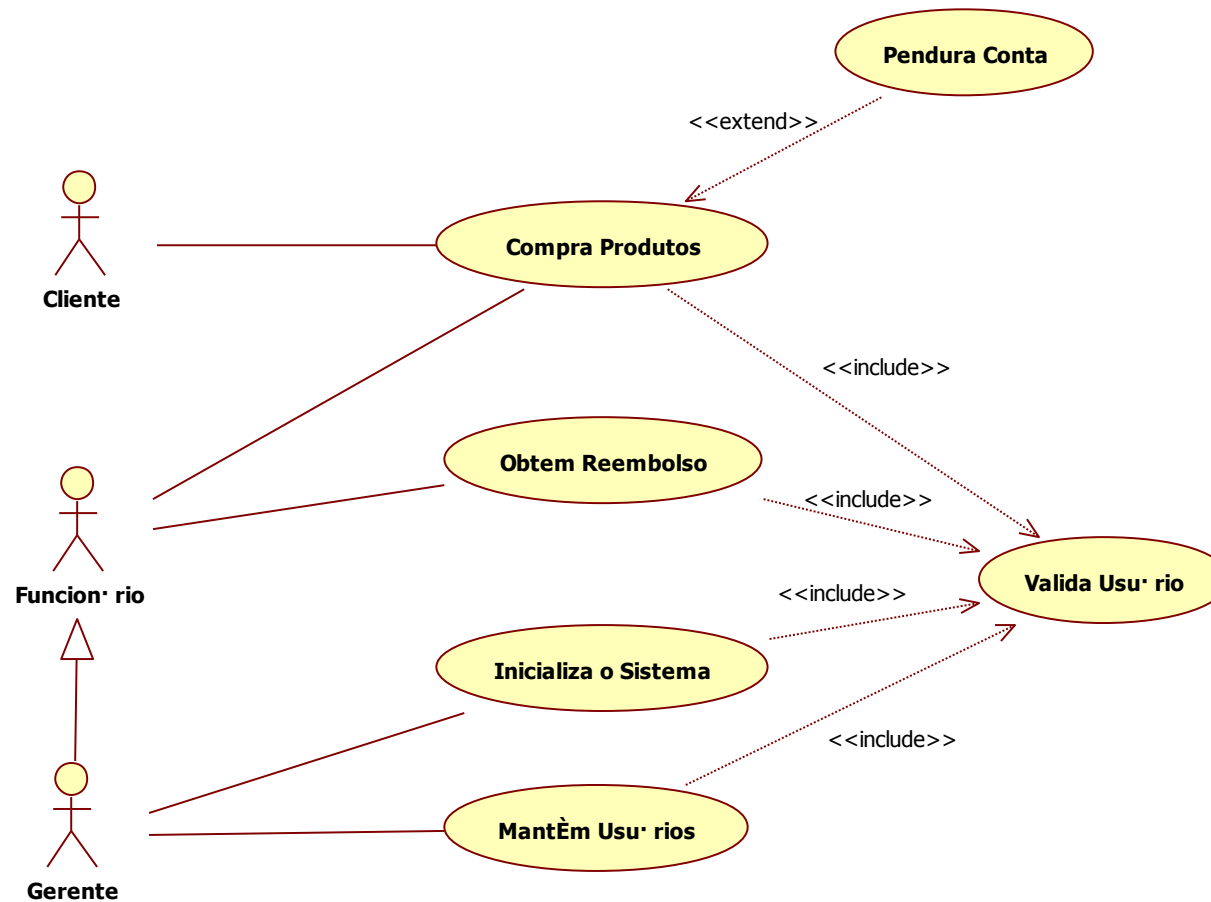 Pendura Conta
<<extend>>
Compra Produtos
Cliente
<<include>>
Obtem Reembolso
<<include>>
Valida Usu· rio
Funcion· rio
<<include>>
Inicializa o Sistema
<<include>>
MantÈm Usu· rios
Gerente